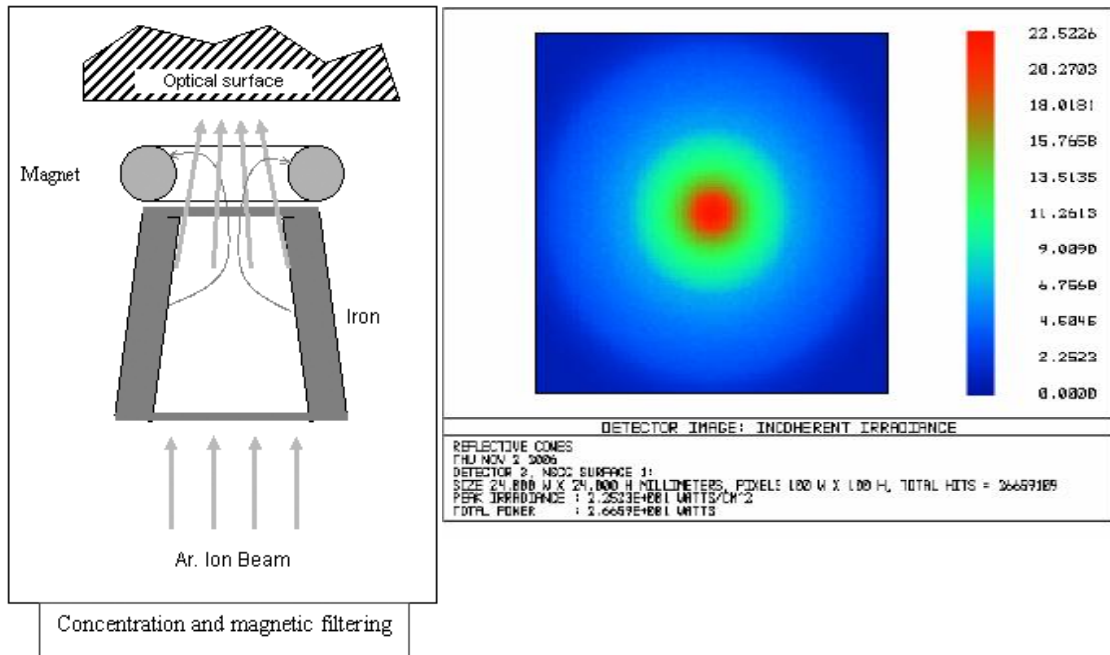 Optical surface
Magnet
Iron
Ar. Ion Beam
Concentration and magnetic filtering
22.5226
20.2703
18.0181
15.7658
13.5135
11.2613
9.0090
6.7568
4.5045
2.2523
0.0000
DETECTOR IMAGE: INCOHERENT IRRADIANCE
REFLECTIVE CONES
THU NOV 2 2006
DETECTOR 2, NSCG SURFACE 1:
SIZE 24.000 W X 24.000 H MILLIMETERS, PIXELS 100 W X 100 H, TOTAL HITS = 26659109
PEAK IRRADIANCE : 2.2523E+001 WATTS/CM^2
TOTAL POWER : 2.6659E+001 WATTS